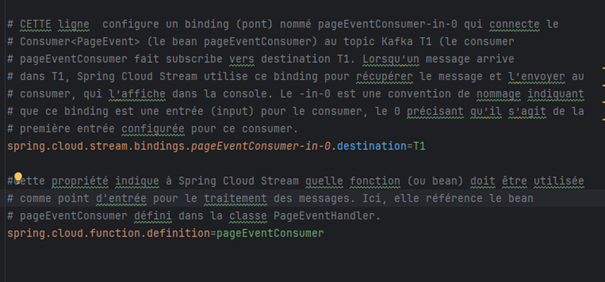 # CETTE ligne  configure un binding (pont) nommé pageEventConsumer-in-0 qui connecte le
# Consumer<PageEvent> (le bean pageEventConsumer) au topic Kafka T1 (le consumer
# pageEventConsumer fait subscribe vers destination T1. Lorsqu'un message arrive
# dans T1, Spring Cloud Stream utilise ce binding pour récupérer le message et l'envoyer au
# consumer, qui l'affiche dans la console. Le -in-0 est une convention de nommage indiquant
# que ce binding est une entrée (input) pour le consumer, le 0 précisant qu'il s'agit de la
# première entrée configurée pour ce consumer.
spring.cloud.stream.bindings.pageEventConsumer-in-0.destination=T1
#Cette propriété indique à Spring Cloud Stream quelle fonction (ou bean) doit être utilisée
# comme point d'entrée pour le traitement des messages. Ici, elle référence le bean
# pageEventConsumer défini dans la classe PageEventHandler.
spring.cloud.function.definition=pageEventConsumer